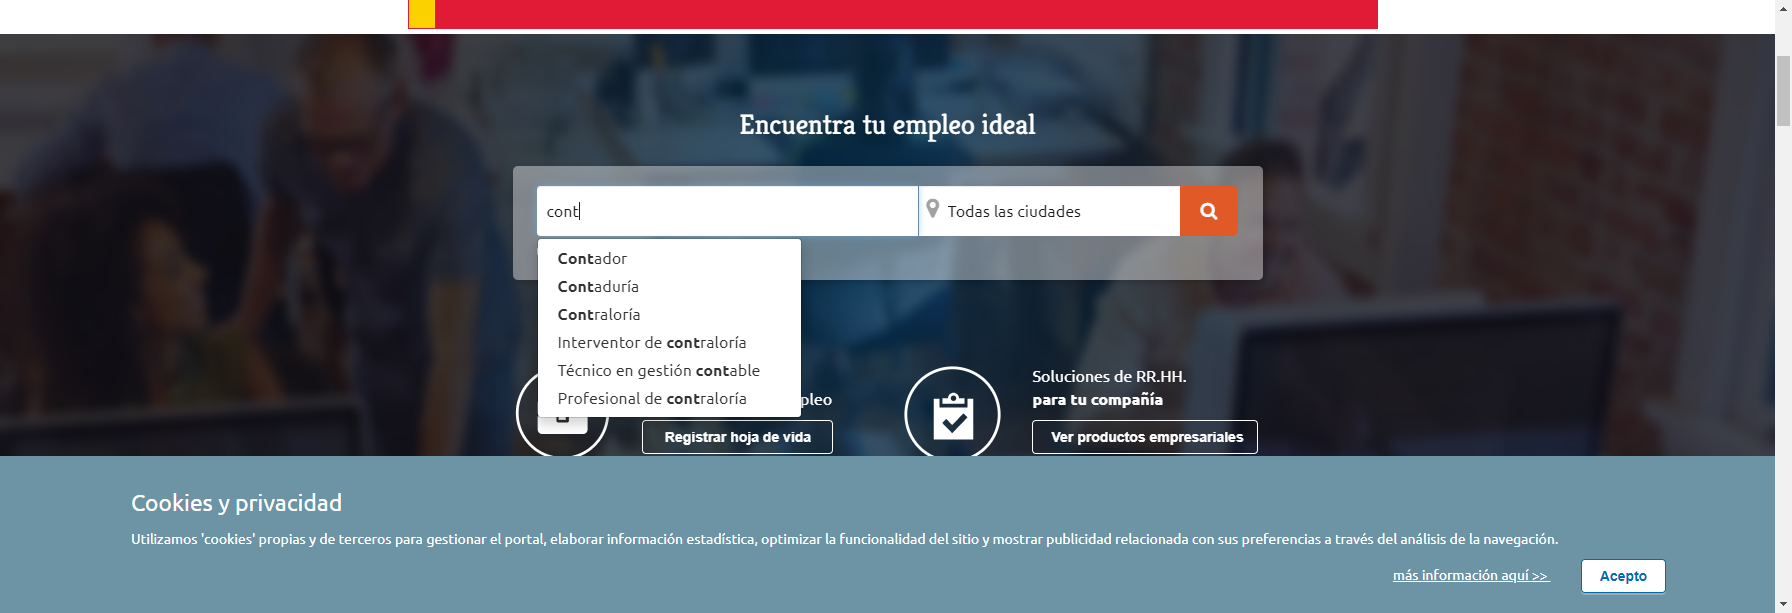 Encuentra tu empleo ideal
cont
Todas las ciudades
Contador
Contaduría
Contraloría
Interventor de contraloría
Técnico en gestión contable
Profesional de contraloría
pleo
Registrar hoja de vida
Soluciones de RR.HH.
para tu compañía
Ver productos empresariales
Cookies y privacidad
Utilizamos 'cookies' propias y de terceros para gestionar el portal, elaborar información estadística, optimizar la funcionalidad del sitio y mostrar publicidad relacionada con sus preferencias a través del análisis de la navegación.
más información aquí >>
Acepto